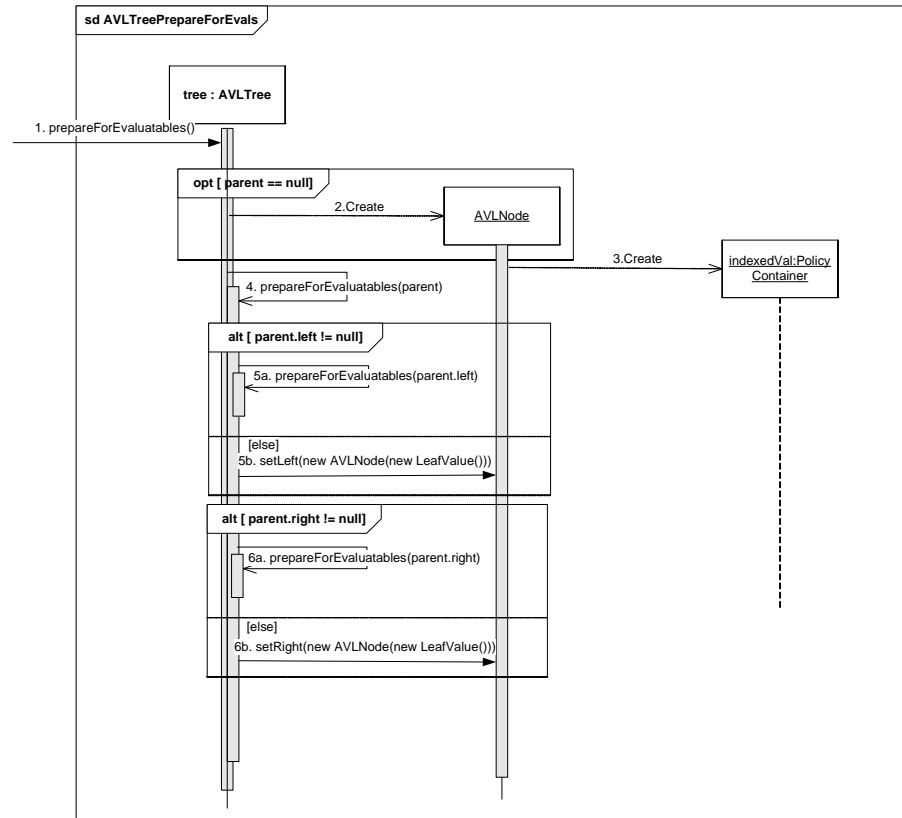 sd AVLTreePrepareForEvals
tree : AVLTree
1. prepareForEvaluatables()
opt [ parent == null]
2.Create
AVLNode
3.Create
indexedVal:Policy
Container
4. prepareForEvaluatables(parent)
alt [ parent.left != null]
5a. prepareForEvaluatables(parent.left)
[else]
5b. setLeft(new AVLNode(new LeafValue()))
alt [ parent.right != null]
6a. prepareForEvaluatables(parent.right)
[else]
6b. setRight(new AVLNode(new LeafValue()))